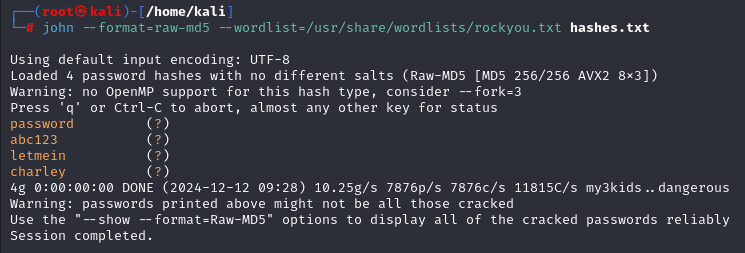 ┌──(root㉿kali)-[/home/kali]
└─# john --format=raw-md5 --wordlist=/usr/share/wordlists/rockyou.txt hashes.txt
Using default input encoding: UTF-8
Loaded 4 password hashes with no different salts (Raw-MD5 [MD5 256/256 AVX2 8×3])
Warning: no OpenMP support for this hash type, consider --fork=3
Press 'q' or Ctrl-C to abort, almost any other key for status
password         (?)
abc123           (?)
letmein          (?)
charley          (?)
4g 0:00:00:00 DONE (2024-12-12 09:28) 10.25g/s 7876p/s 7876c/s 11815C/s my3kids..dangerous
Warning: passwords printed above might not be all those cracked
Use the "--show --format=Raw-MD5" options to display all of the cracked passwords reliably
Session completed.